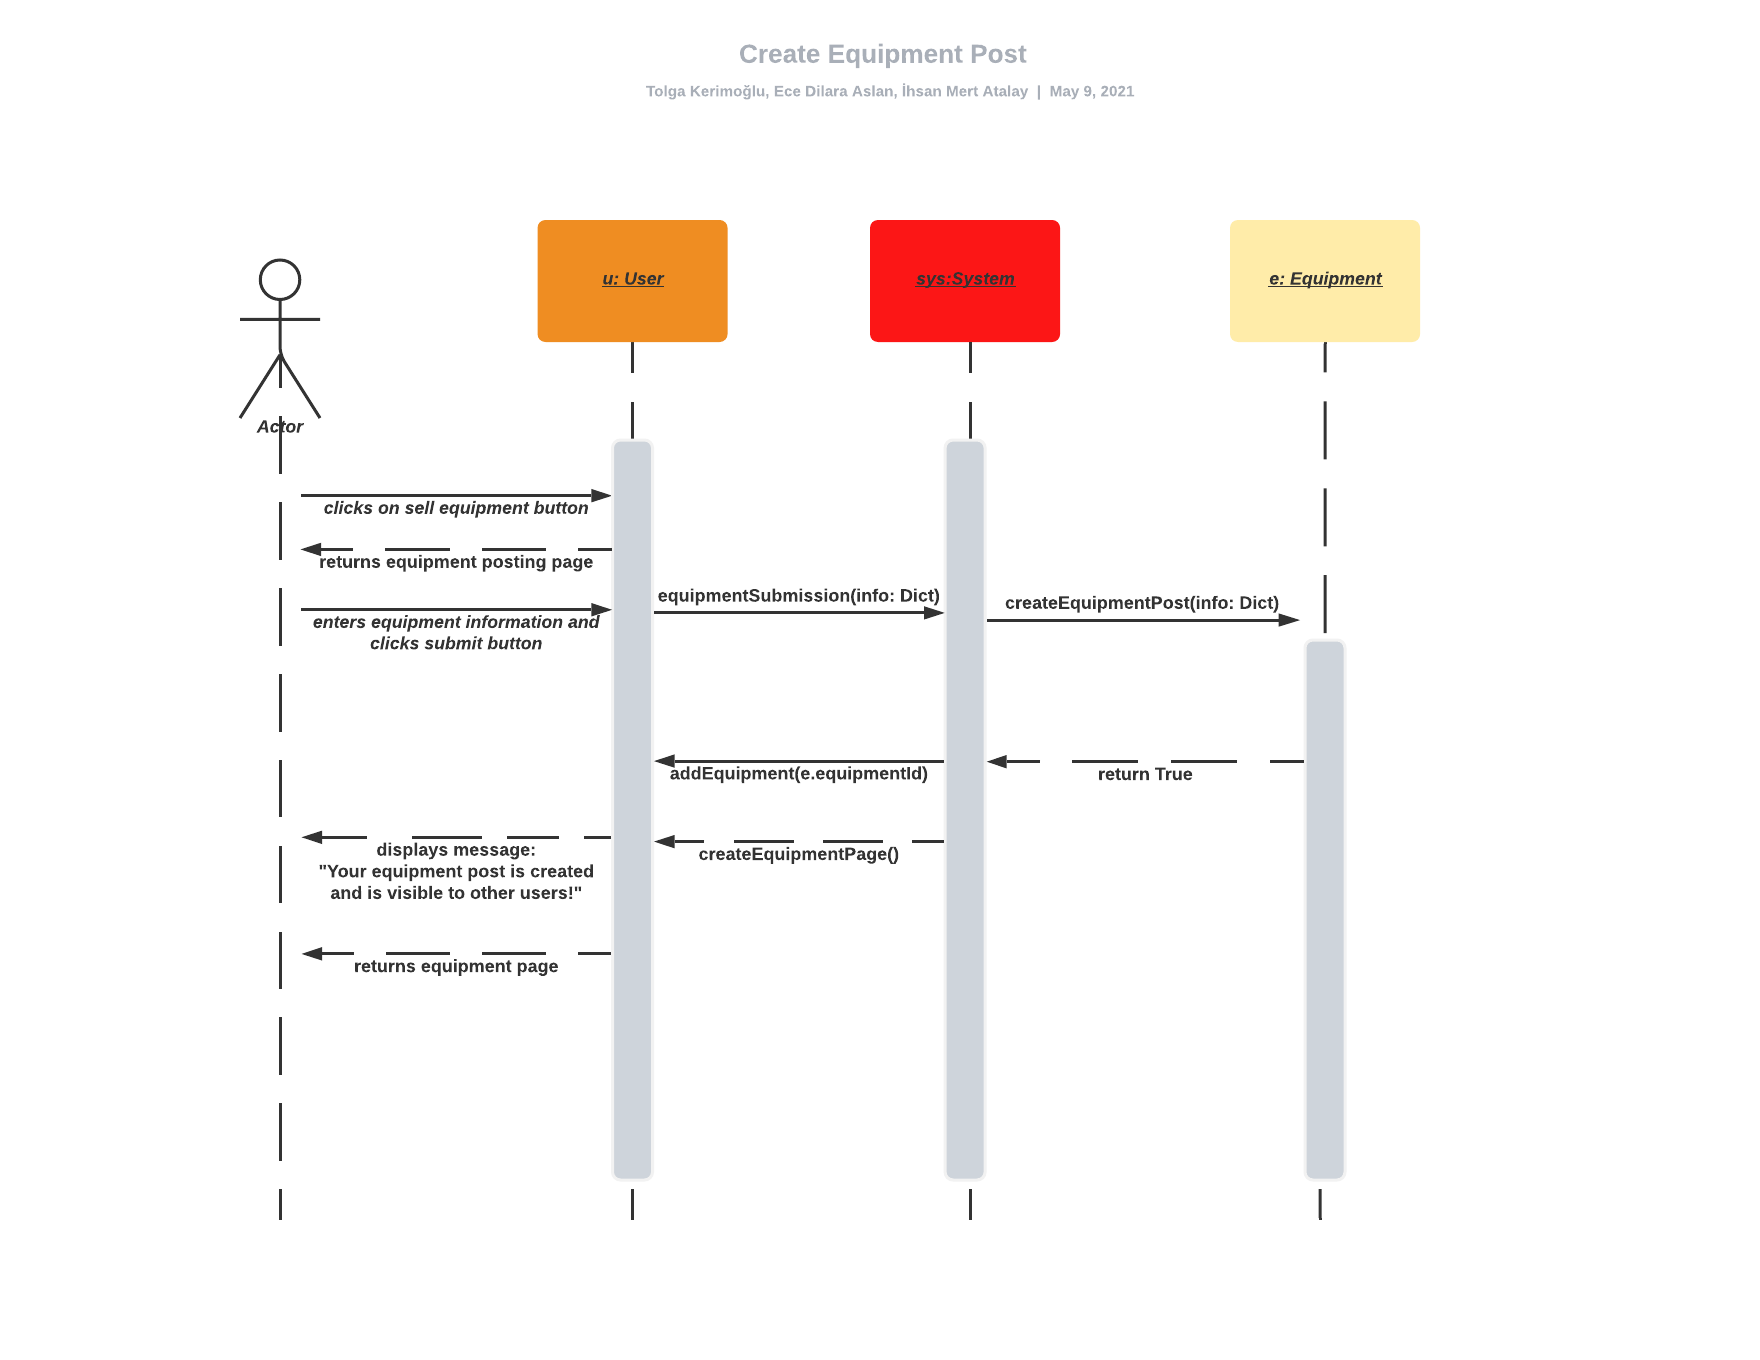 Create Equipment Post
Tolga Kerimoğlu, Ece Dilara Aslan, İhsan Mert Atalay | May 9, 2021
u: User
sys:System
e: Equipment
Actor
clicks on sell equipment button
returns equipment posting page
equipmentSubmission(info: Dict)
createEquipmentPost(info: Dict)
enters equipment information and
clicks submit button
addEquipment(e.equipmentId)
return True
displays message:
"Your equipment post is created
and is visible to other users!"
createEquipmentPage()
returns equipment page